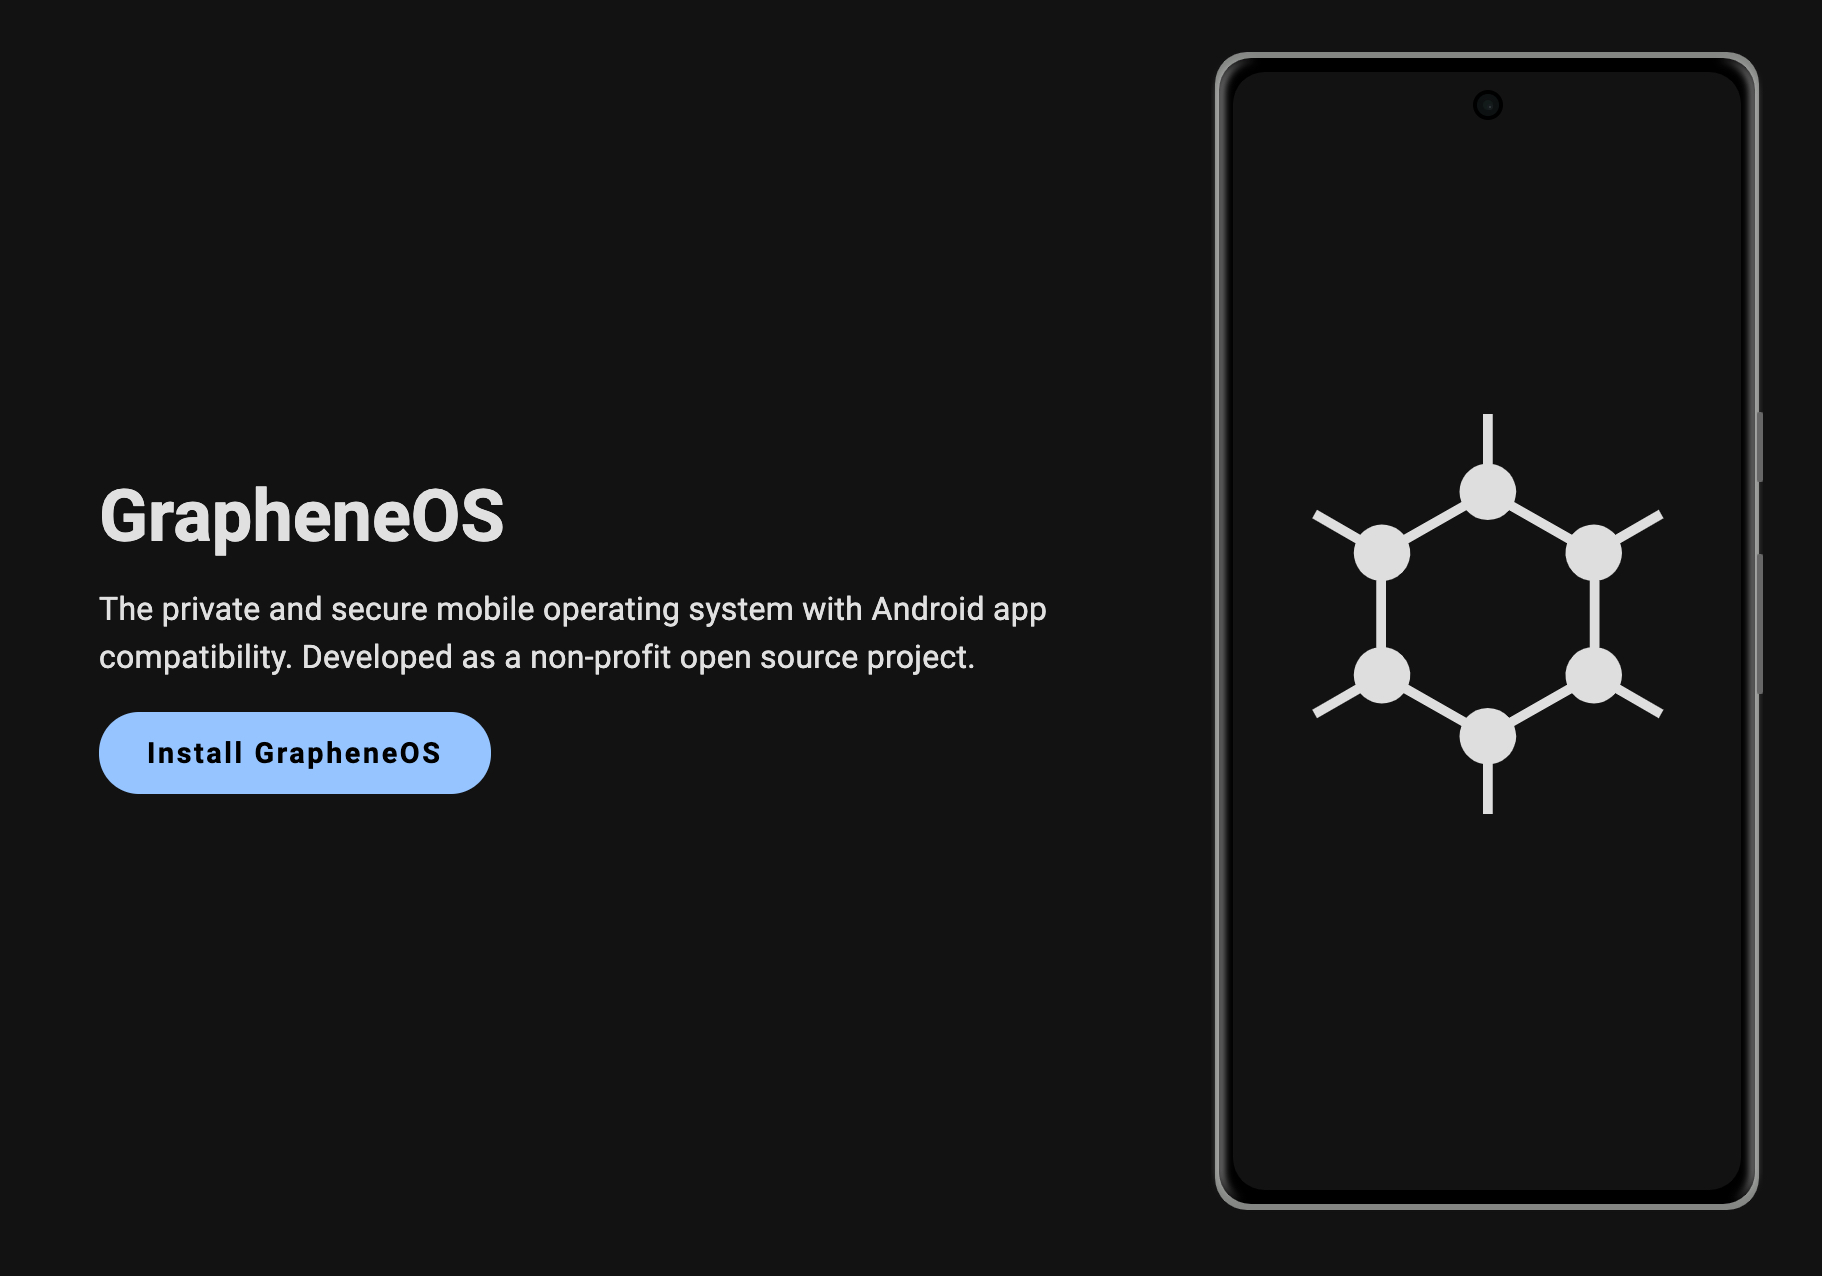 GrapheneOS
The private and secure mobile operating system with Android app
compatibility. Developed as a non-profit open source project.
Install GrapheneOS